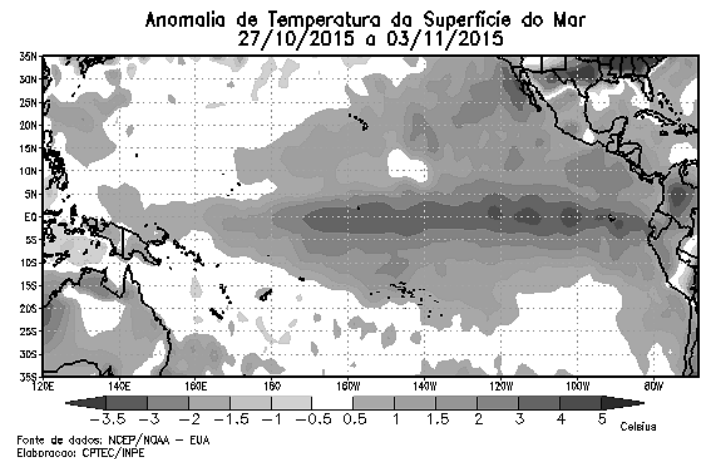 Anomalia de Temperatura da Superfície do Mar
27/10/2015 a 03/11/2015
35N
30N
25N
20N
15N
10N
5N
EQ
5S
10S
15S
20S
25S
30S
35S
120E 140E 160E 180 160W 140W 120W 100W 80W
-3.5 -3 -2 -1.5 -1 -0.5 0.5 1 1.5 2 3 4 5
Celsius
Fonte de dados: NCEP/NOAA - EUA
Elaboracao: CPTEC/INPE